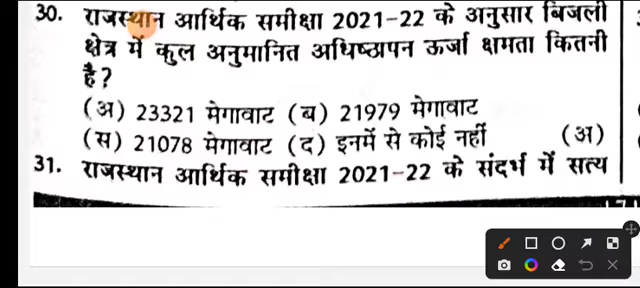 30. राजस्थान आर्थिक समीक्षा 2021-22 के अनुसार बिजली
क्षेत्र में कुल अनुमानित अधिष्ठापन ऊर्जा क्षमता कितनी
है?
(अ) 23321 मेगावाट (ब) 21979 मेगावाट
(स) 21078 मेगावाट (द) इनमें से कोई नहीं (अ)
31. राजस्थान आर्थिक समीक्षा 2021-22 के संदर्भ में सत्य